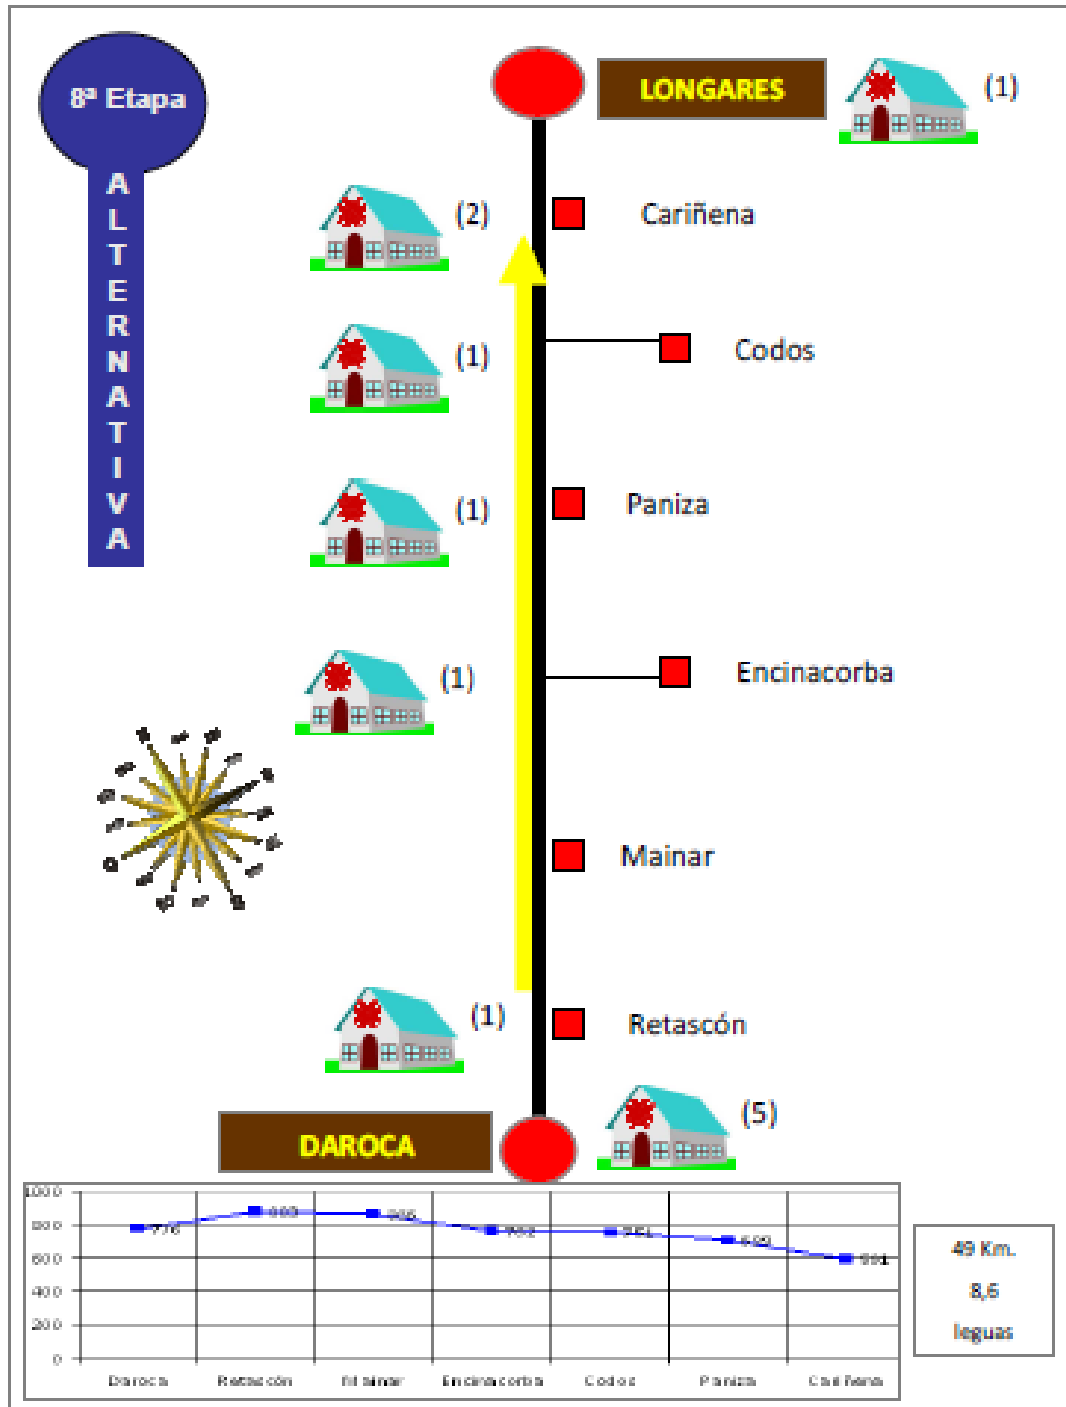 8ª Etapa
ALTERNATIVA
LONGARES
(1)
(2)
Cariñena
(1)
Codos
(1)
Paniza
(1)
Encinacorba
Mainar
(1)
Retascón
(5)
DAROCA
1000
800
600
400
200
0
776
Daroca
Retascón
Mainar
Encinacorba
Codos
Paniza
Cariñena
49 Km.
8,6
leguas